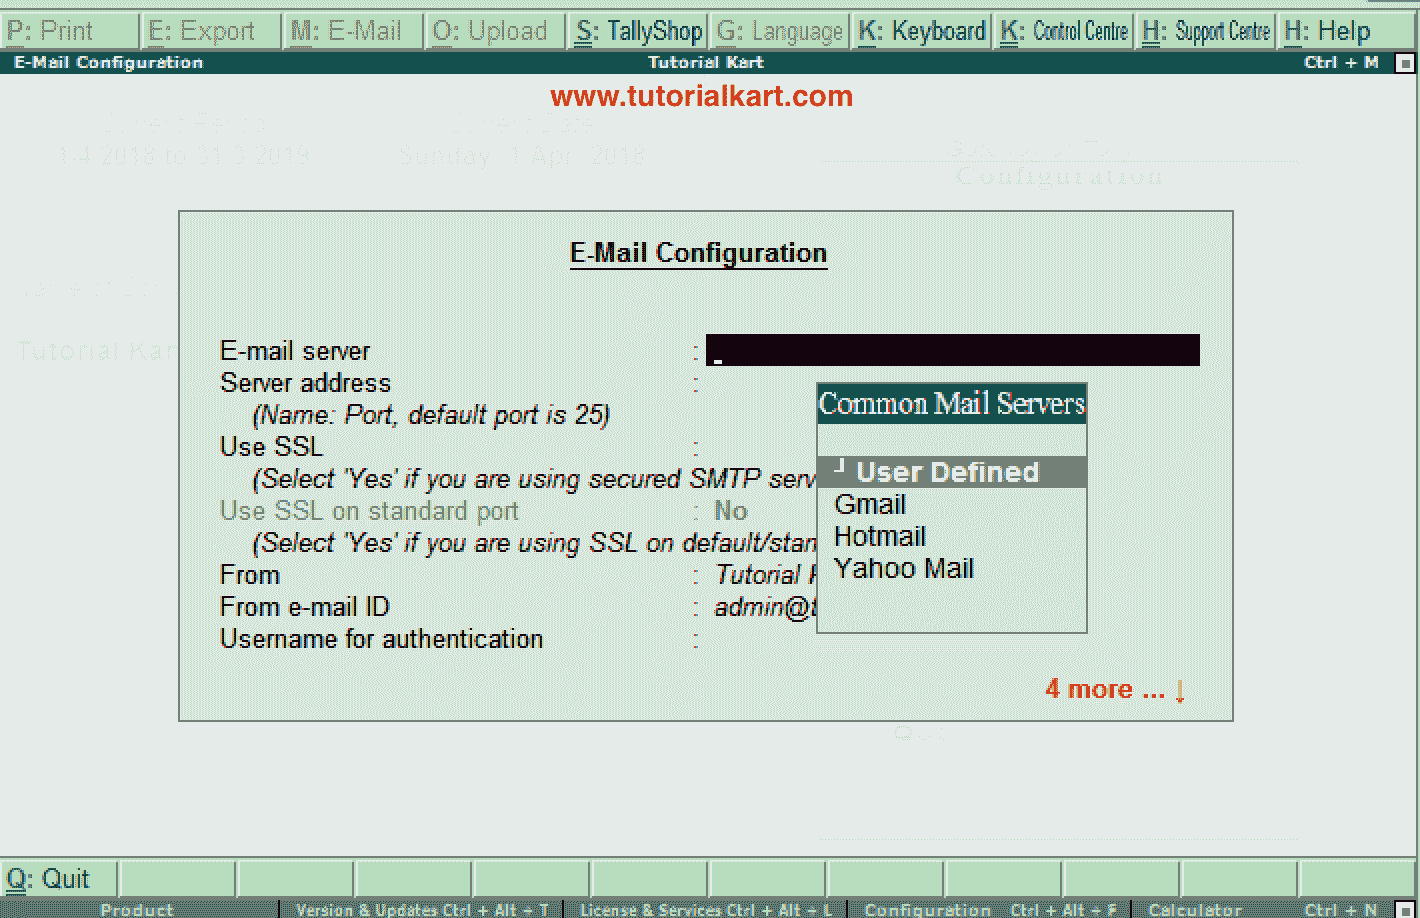 P: Print E: Export M: E-Mail O: Upload S: TallyShop G: Language K: Keyboard K: Control Centre H: Support Centre H: Help
E-Mail Configuration Tutorial Kart Ctrl + M
www.tutorialkart.com
1-4-2018 to 31-3-2019 Sunday, 1 Apr, 2018
Configuration
E-Mail Configuration
Tutorial Kar
E-mail server :
Server address :
(Name: Port, default port is 25)
Common Mail Servers
Use SSL :
(Select 'Yes' if you are using secured SMTP serv
┘ User Defined
Gmail
Use SSL on standard port : No
Hotmail
(Select 'Yes' if you are using SSL on default/stan
Yahoo Mail
From : Tutorial
From e-mail ID : admin@t
Username for authentication :
4 more ... ↓
Quit
Q: Quit
Product Version & Updates Ctrl + Alt + T License & Services Ctrl + Alt + L Configuration Ctrl + Alt + F Calculator Ctrl + N